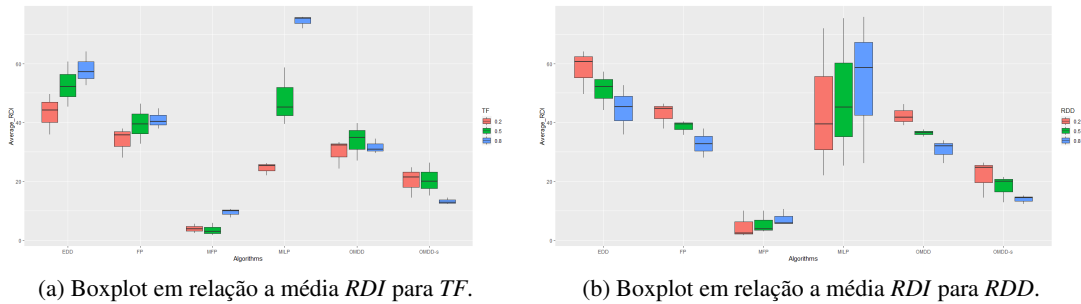 Average_RDI
60
40
20
0
EDD FP MFP MILP OMDD OMDD-s
Algorithms
TF
0.2
0.5
0.8
Average_RDI
60
40
20
0
EDD FP MFP MILP OMDD OMDD-s
Algorithms
RDD
0.2
0.5
0.8
(a) Boxplot em relação a média RDI para TF.
(b) Boxplot em relação a média RDI para RDD.